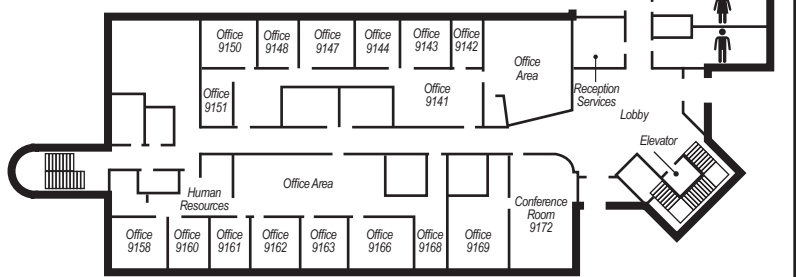 Office
9150
Office
9148
Office
9147
Office
9144
Office
9143
Office
9142
Office
Area
Office
9151
Office
9141
Reception
Services
Lobby
Elevator
Human
Resources
Office Area
Conference
Room
9172
Office
9158
Office
9160
Office
9161
Office
9162
Office
9163
Office
9166
Office
9168
Office
9169